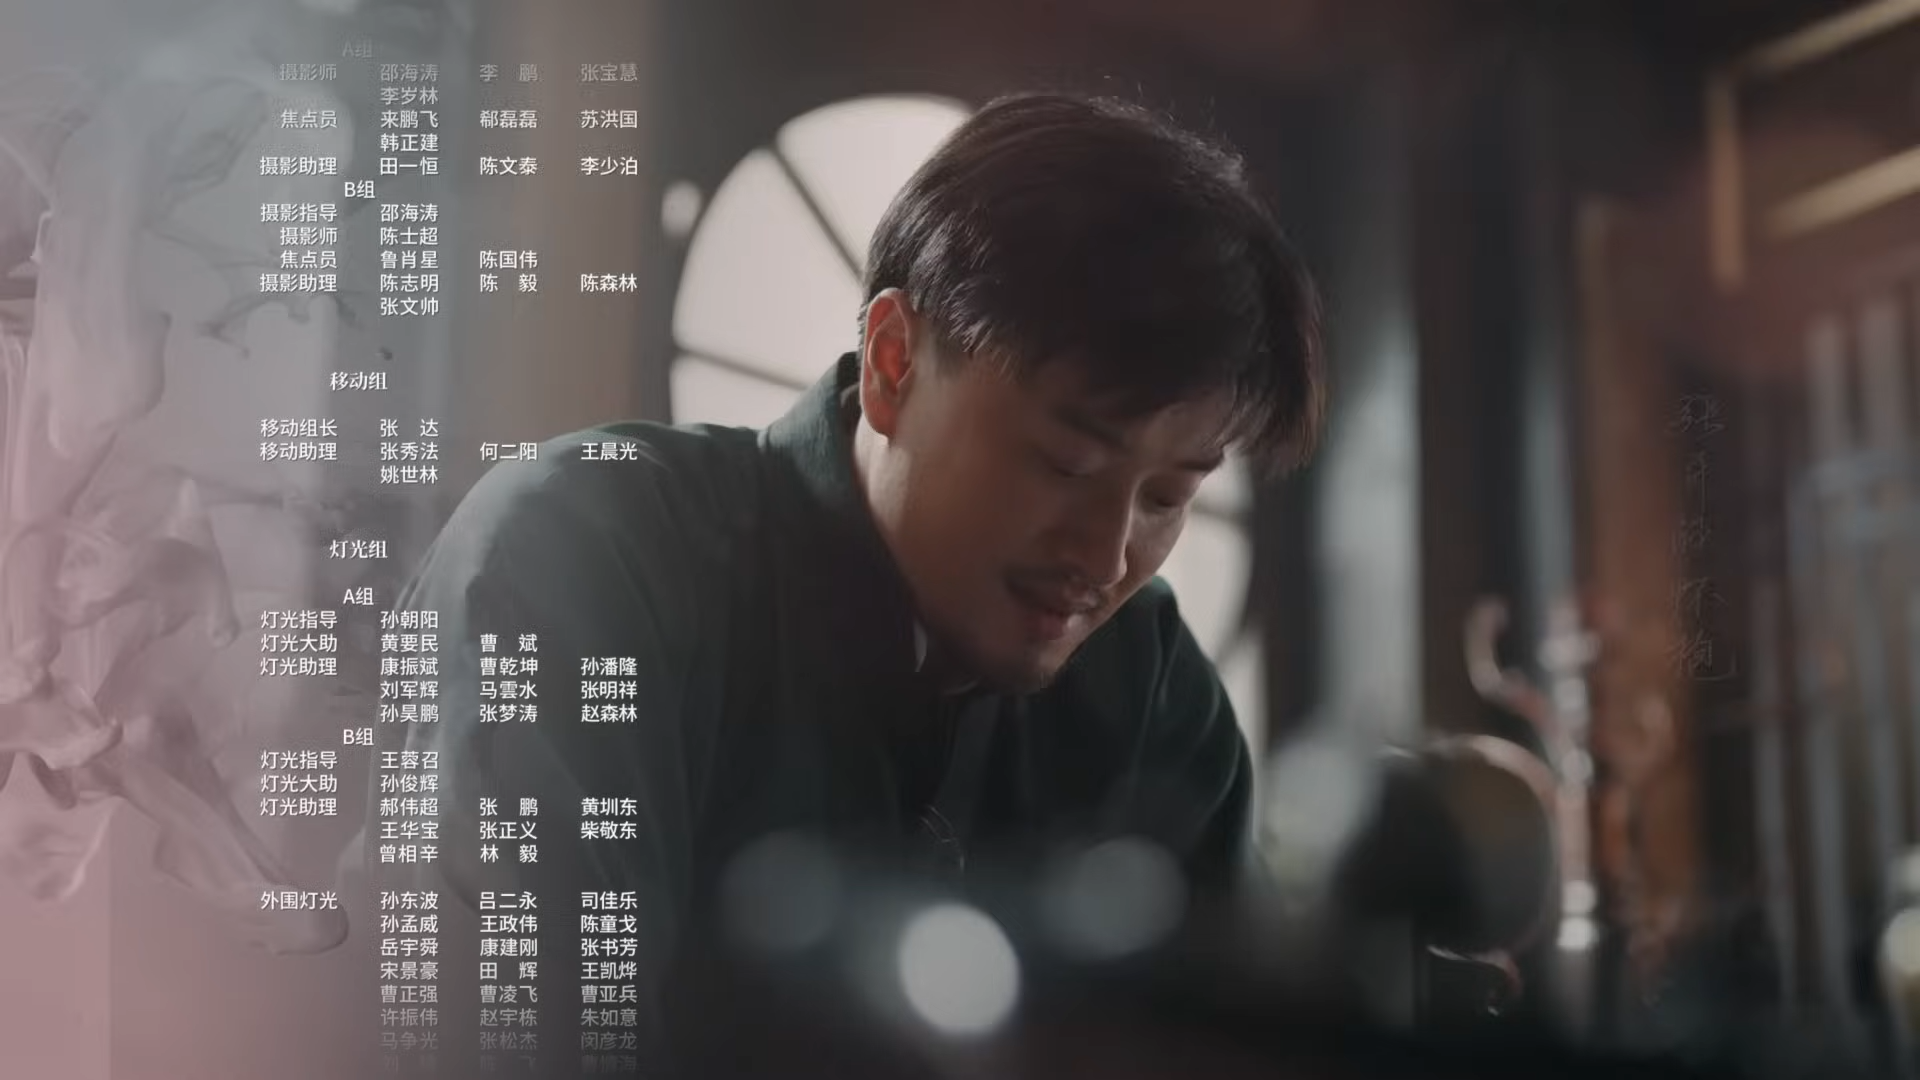 A组
摄影师 邵海涛 李 鹏 张宝慧
李岁林
焦点员 来鹏飞 郗磊磊 苏洪国
韩正建
摄影助理 田一恒 陈文泰 李少泊
B组
摄影指导 邵海涛
摄影师 陈士超
焦点员 鲁肖星 陈国伟
摄影助理 陈志明 陈 毅 陈森林
张文帅
移动组
移动组长 张 达
移动助理 张秀法 何二阳 王晨光
姚世林
灯光组
A组
灯光指导 孙朝阳
灯光大助 黄要民 曹 斌
灯光助理 康振斌 曹乾坤 孙潘隆
刘军辉 马雲水 张明祥
孙昊鹏 张梦涛 赵森林
B组
灯光指导 王蓉召
灯光大助 孙俊辉
灯光助理 郝伟超 张 鹏 黄圳东
王华宝 张正义 柴敬东
曾相辛 林 毅
外围灯光 孙东波 吕二永 司佳乐
孙孟威 王政伟 陈童戈
岳宇舜 康建刚 张书芳
宋景豪 田 辉 王凯烨
曹正强 曹凌飞 曹亚兵
许振伟 赵宇栋 朱如意
马争光 张松杰 闵彦龙